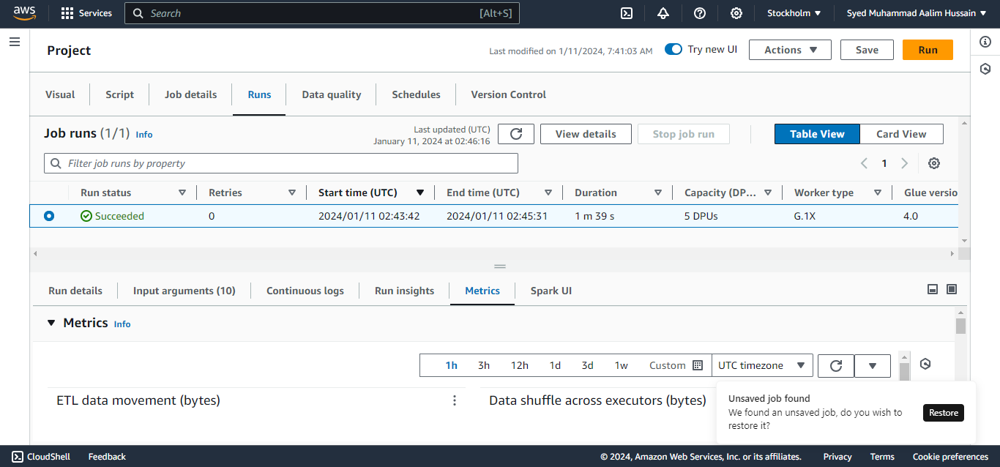 aws
Services
Search
[Alt+S]
Stockholm
Syed Muhammad Aalim Hussain
Project
Last modified on 1/11/2024, 7:41:03 AM
Try new UI
Actions
Save
Run
Visual
Script
Job details
Runs
Data quality
Schedules
Version Control
Job runs (1/1) Info
Last updated (UTC)
January 11, 2024 at 02:46:16
View details
Stop job run
Table View
Card View
Filter job runs by property
1
Run status
Retries
Start time (UTC)
End time (UTC)
Duration
Capacity (DP...
Worker type
Glue versio
Succeeded
0
2024/01/11 02:43:42
2024/01/11 02:45:31
1 m 39 s
5 DPUs
G.1X
4.0
Run details
Input arguments (10)
Continuous logs
Run insights
Metrics
Spark UI
Metrics Info
1h
3h
12h
1d
3d
1w
Custom
UTC timezone
ETL data movement (bytes)
Data shuffle across executors (bytes)
Unsaved job found
We found an unsaved job, do you wish to
restore it?
Restore
CloudShell
Feedback
© 2024, Amazon Web Services, Inc. or its affiliates.
Privacy
Terms
Cookie preferences